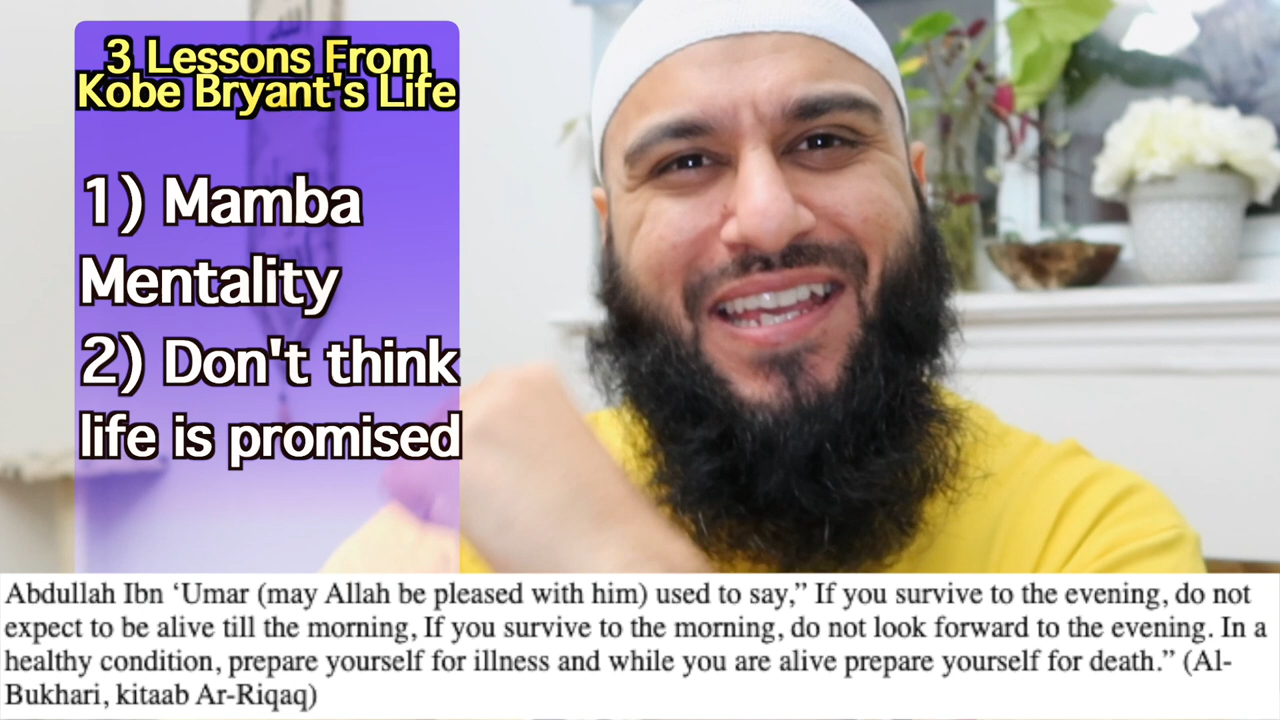 3 Lessons From
Kobe Bryant's Life
1) Mamba
Mentality
2) Don't think
life is promised
Abdullah Ibn ‘Umar (may Allah be pleased with him) used to say,” If you survive to the evening, do not
expect to be alive till the morning, If you survive to the morning, do not look forward to the evening. In a
healthy condition, prepare yourself for illness and while you are alive prepare yourself for death.” (Al-
Bukhari, kitaab Ar-Riqaq)